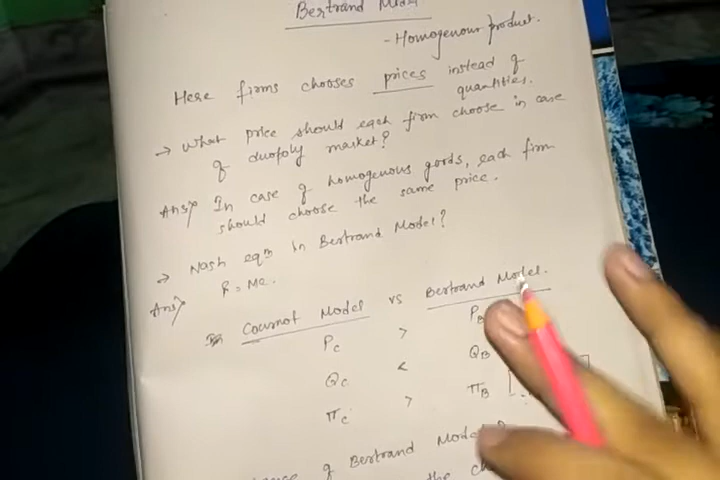 Bertrand Model
- Homogenous product.
Here firms chooses prices instead of quantities.
→ What price should each firm choose in case
of duopoly market?
Ans⇒ In case of homogenous goods, each firm
should choose the same price.
→ Nash eqm in Bertrand Model?
Ans⇒ P = MC.
Cournot Model vs Bertrand Model.
Pc > PB
Qc < QB
πc > πB
of Bertrand Model
the